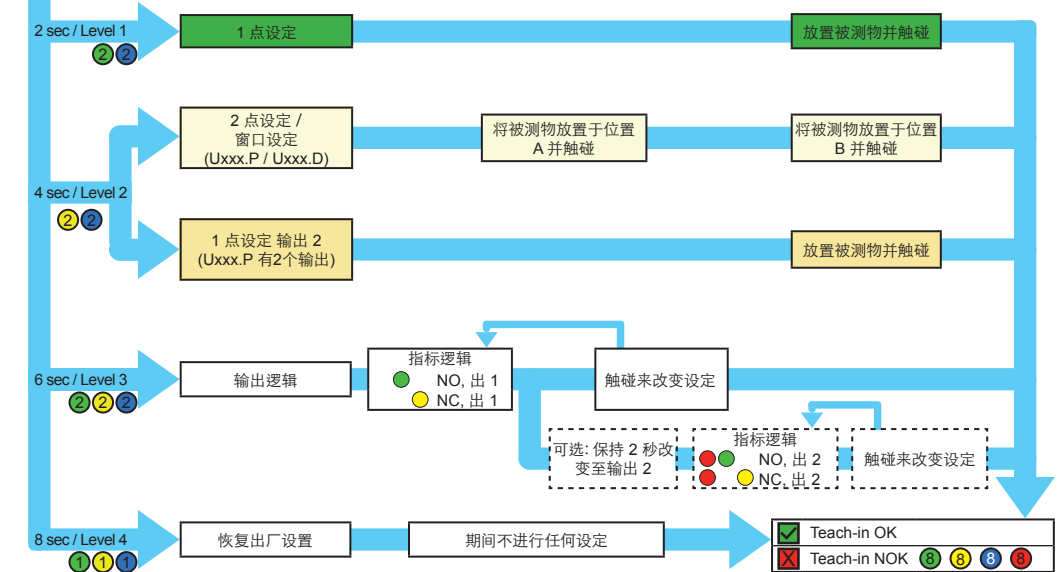 2 sec / Level 1
2 2
1 点设定
放置被测物并触碰
2 点设定 /
窗口设定
(Uxxx.P / Uxxx.D)
将被测物放置于位置
A 并触碰
将被测物放置于位置
B 并触碰
4 sec / Level 2
2 2
1 点设定 输出 2
(Uxxx.P 有2个输出)
放置被测物并触碰
6 sec / Level 3
2 2 2
输出逻辑
指标逻辑
NO, 出 1
NC, 出 1
触碰来改变设定
可选: 保持 2 秒改
变至输出 2
指标逻辑
NO, 出 2
NC, 出 2
触碰来改变设定
8 sec / Level 4
1 1 1
恢复出厂设置
期间不进行任何设定
Teach-in OK
X Teach-in NOK 8 8 8 8